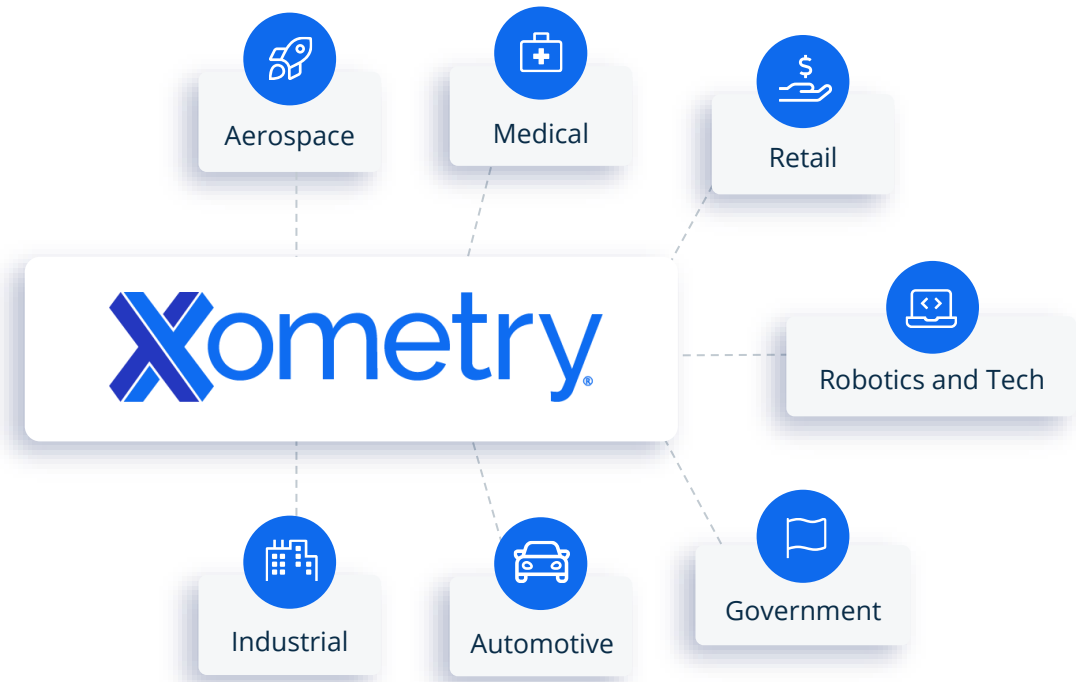 Aerospace
Medical
Retail
Xometry®
Robotics and Tech
Industrial
Automotive
Government